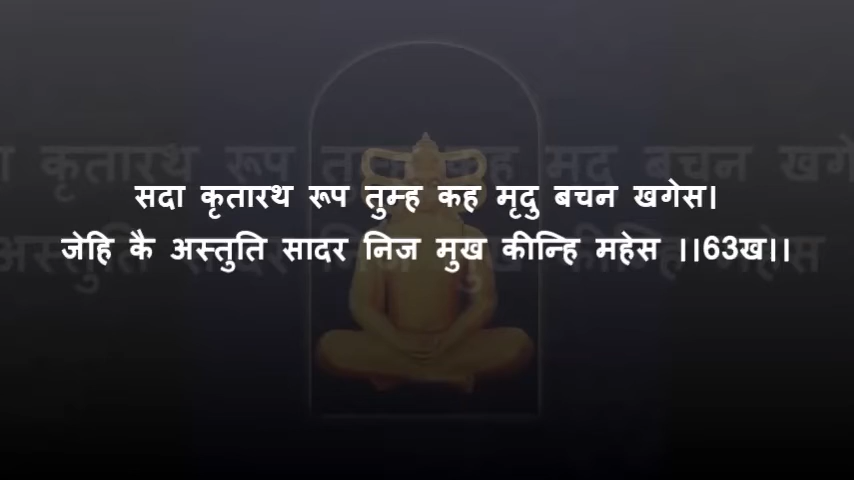 सदा कृतारथ रूप तुम्ह कह मृदु बचन खगेस।
जेहि कै अस्तुति सादर निज मुख कीन्हि महेस ।।63ख।।